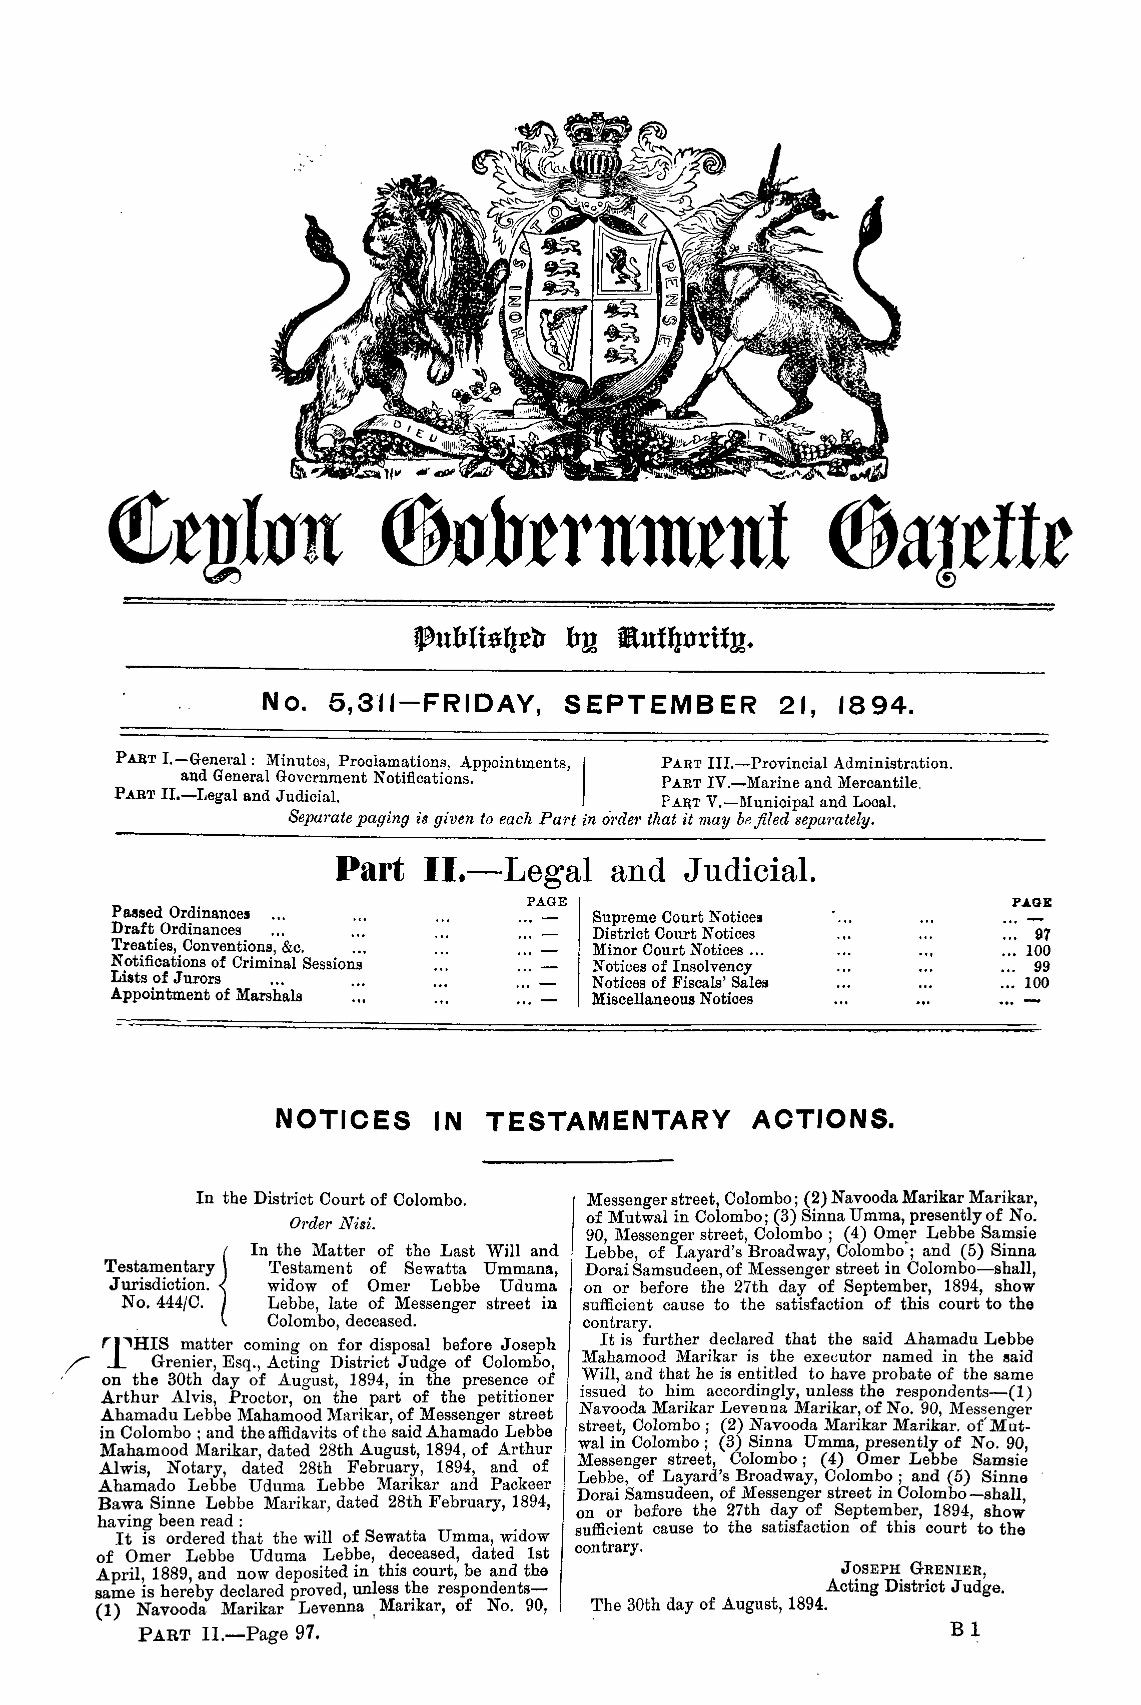 HONI SOIT QUI MAL Y PENSE
DIEU ET
DROIT
Ceylon Government Gazette
Published by Authority.
No. 5,311—FRIDAY, SEPTEMBER 21, 1894.
PART I.—General: Minutes, Proclamations, Appointments,
and General Government Notifications.
PART II.—Legal and Judicial.
PART III.—Provincial Administration.
PART IV.—Marine and Mercantile.
PART V.—Municipal and Local.
Separate paging is given to each Part in order that it may be filed separately.
Part II.—Legal and Judicial.
PAGE
Passed Ordinances ... ... ... ... —
Draft Ordinances ... ... ... ... —
Treaties, Conventions, &c. ... ... ... —
Notifications of Criminal Sessions ... ... —
Lists of Jurors ... ... ... ... —
Appointment of Marshals ... ... ... —
PAGE
Supreme Court Notices ... ... ... —
District Court Notices ... ... ... 97
Minor Court Notices ... ... ... ... 100
Notices of Insolvency ... ... ... 99
Notices of Fiscals' Sales ... ... ... 100
Miscellaneous Notices ... ... ... —
NOTICES IN TESTAMENTARY ACTIONS.
In the District Court of Colombo.
Order Nisi.
Testamentary
Jurisdiction.
No. 444/C.
In the Matter of the Last Will and
Testament of Sewatta Ummana,
widow of Omer Lebbe Uduma
Lebbe, late of Messenger street in
Colombo, deceased.
THIS matter coming on for disposal before Joseph
Grenier, Esq., Acting District Judge of Colombo,
on the 30th day of August, 1894, in the presence of
Arthur Alvis, Proctor, on the part of the petitioner
Ahamadu Lebbe Mahamood Marikar, of Messenger street
in Colombo; and the affidavits of the said Ahamado Lebbe
Mahamood Marikar, dated 28th August, 1894, of Arthur
Alwis, Notary, dated 28th February, 1894, and of
Ahamado Lebbe Uduma Lebbe Marikar and Packeer
Bawa Sinne Lebbe Marikar, dated 28th February, 1894,
having been read:
It is ordered that the will of Sewatta Umma, widow
of Omer Lebbe Uduma Lebbe, deceased, dated 1st
April, 1889, and now deposited in this court, be and the
same is hereby declared proved, unless the respondents—
(1) Navooda Marikar Levenna Marikar, of No. 90,
Messenger street, Colombo; (2) Navooda Marikar Marikar,
of Mutwal in Colombo; (3) Sinna Umma, presently of No.
90, Messenger street, Colombo; (4) Omer Lebbe Samsie
Lebbe, of Layard's Broadway, Colombo; and (5) Sinna
Dorai Samsudeen, of Messenger street in Colombo—shall,
on or before the 27th day of September, 1894, show
sufficient cause to the satisfaction of this court to the
contrary.
It is further declared that the said Ahamadu Lebbe
Mahamood Marikar is the executor named in the said
Will, and that he is entitled to have probate of the same
issued to him accordingly, unless the respondents—(1)
Navooda Marikar Levenna Marikar, of No. 90, Messenger
street, Colombo; (2) Navooda Marikar Marikar, of Mut-
wal in Colombo; (3) Sinna Umma, presently of No. 90,
Messenger street, Colombo; (4) Omer Lebbe Samsie
Lebbe, of Layard's Broadway, Colombo; and (5) Sinne
Dorai Samsudeen, of Messenger street in Colombo—shall,
on or before the 27th day of September, 1894, show
sufficient cause to the satisfaction of this court to the
contrary.
JOSEPH GRENIER,
Acting District Judge.
The 30th day of August, 1894.
PART II.—Page 97.
B 1